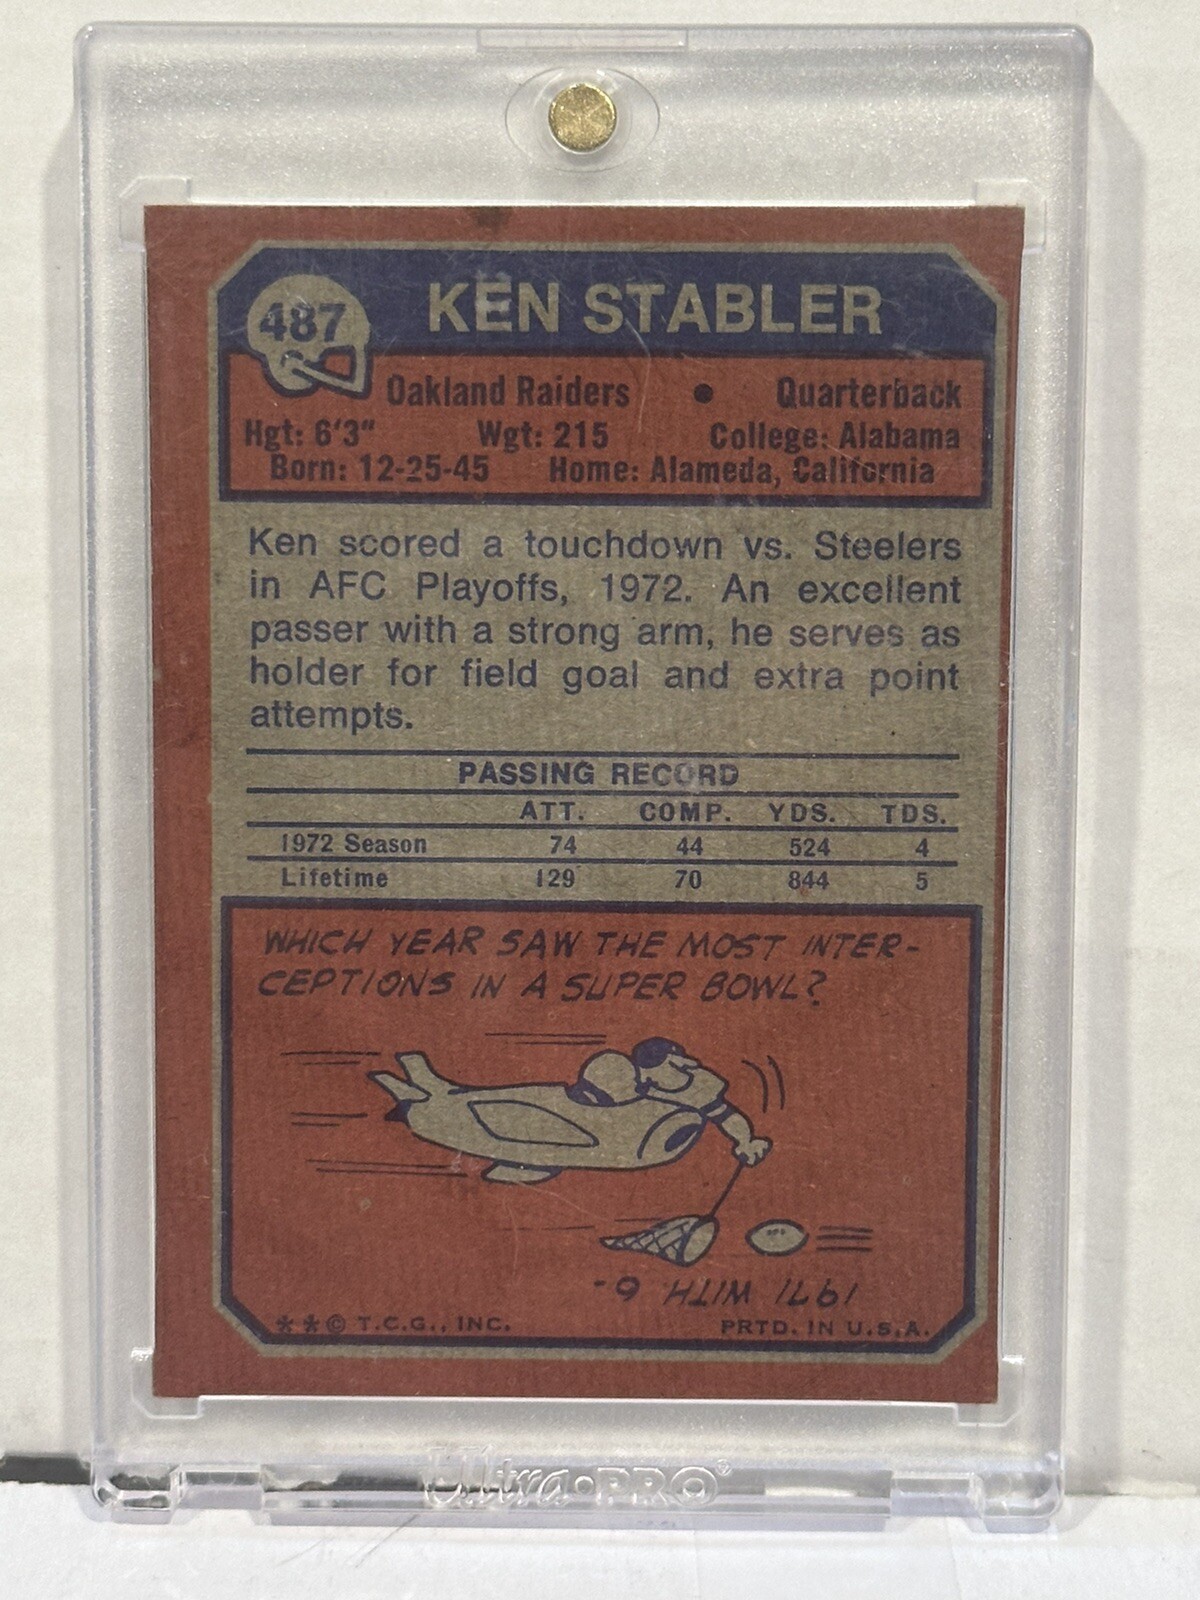 487
KEN STABLER
Oakland Raiders • Quarterback
Hgt: 6'3" Wgt: 215 College: Alabama
Born: 12-25-45 Home: Alameda, California
Ken scored a touchdown vs. Steelers
in AFC Playoffs, 1972. An excellent
passer with a strong arm, he serves as
holder for field goal and extra point
attempts.
PASSING RECORD
ATT. COMP. YDS. TDS.
1972 Season 74 44 524 4
Lifetime 129 70 844 5
WHICH YEAR SAW THE MOST INTER-
CEPTIONS IN A SUPER BOWL?
1971 WITH 9-
**© T.C.G., INC. PRTD. IN U.S.A.
Ultra•PRO®